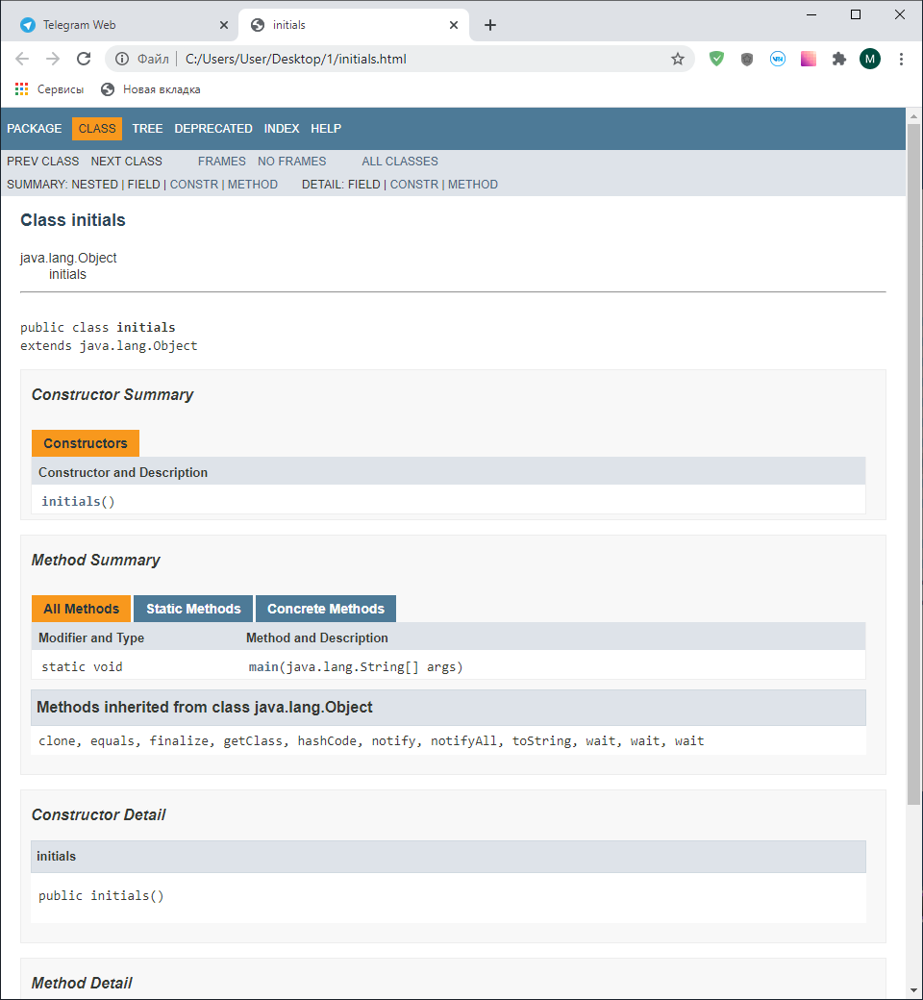 Telegram Web
initials
Файл
C:/Users/User/Desktop/1/initials.html
M
Сервисы
Новая вкладка
PACKAGE CLASS TREE DEPRECATED INDEX HELP
PREV CLASS NEXT CLASS FRAMES NO FRAMES ALL CLASSES
SUMMARY: NESTED | FIELD | CONSTR | METHOD DETAIL: FIELD | CONSTR | METHOD
Class initials
java.lang.Object
initials
public class initials
extends java.lang.Object
Constructor Summary
Constructors
Constructor and Description
initials()
Method Summary
All Methods Static Methods Concrete Methods
Modifier and Type Method and Description
static void main(java.lang.String[] args)
Methods inherited from class java.lang.Object
clone, equals, finalize, getClass, hashCode, notify, notifyAll, toString, wait, wait, wait
Constructor Detail
initials
public initials()
Method Detail